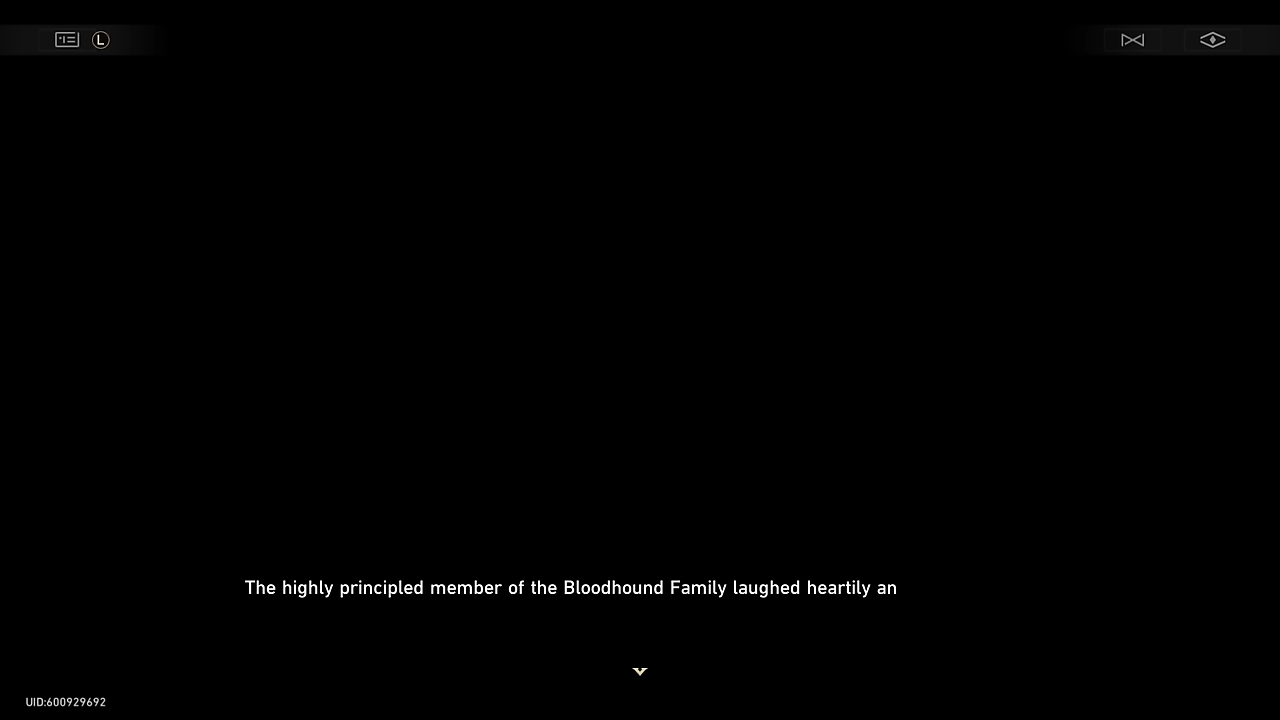 L
The highly principled member of the Bloodhound Family laughed heartily an
UID:600929692